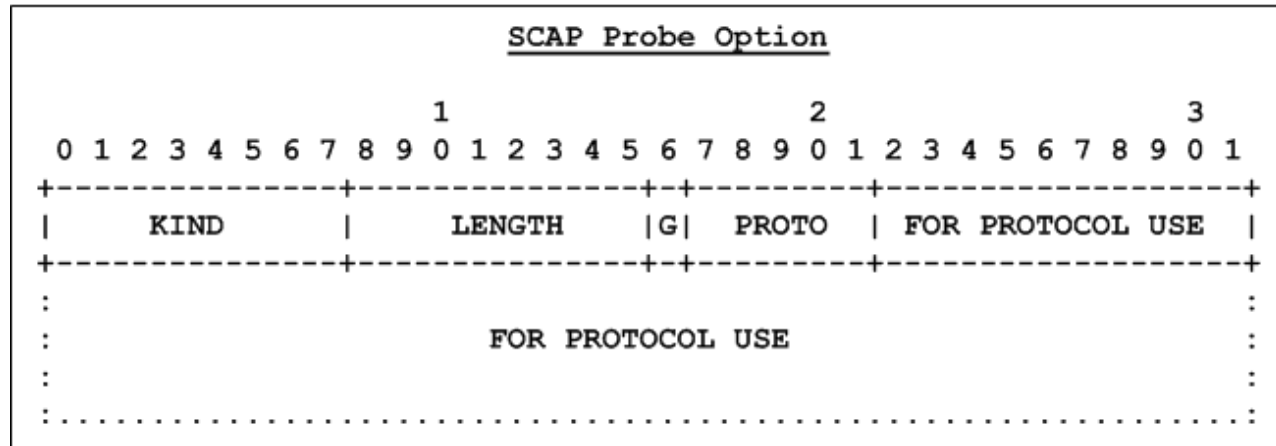 SCAP Probe Option
1 2 3
0 1 2 3 4 5 6 7 8 9 0 1 2 3 4 5 6 7 8 9 0 1 2 3 4 5 6 7 8 9 0 1
+---------------+---------------+-+---------+-------------------+
| KIND | LENGTH |G| PROTO | FOR PROTOCOL USE |
+---------------+---------------+-+---------+-------------------+
: :
: FOR PROTOCOL USE :
: :
:...............................................................: